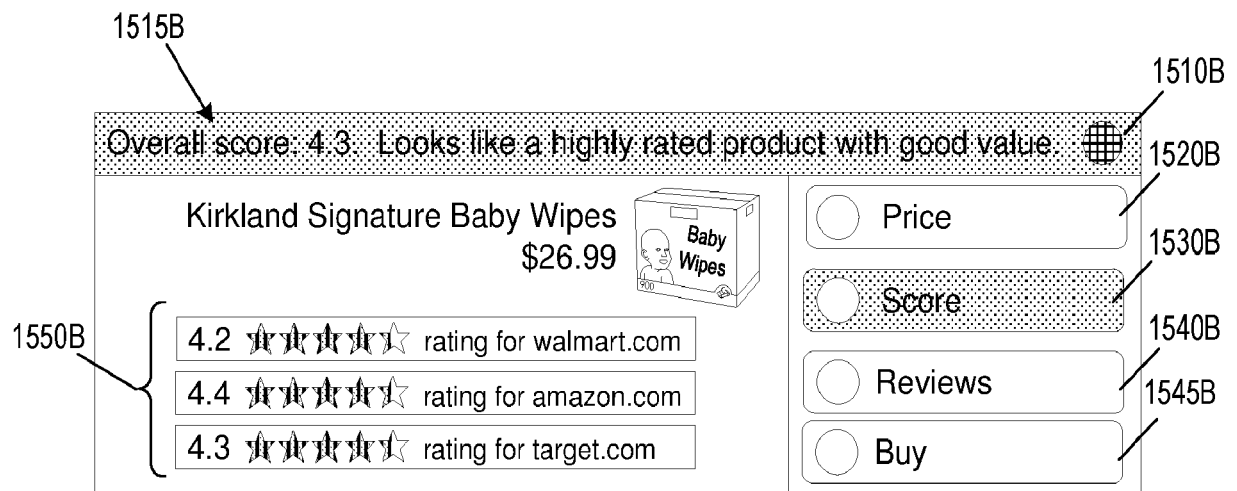 1515B
1510B
Overall score: 4.3. Looks like a highly rated product with good value.
1520B
Kirkland Signature Baby Wipes
$26.99
Baby
Wipes
900
Price
1530B
Score
1550B
4.2 rating for walmart.com
1540B
4.4 rating for amazon.com
Reviews
1545B
4.3 rating for target.com
Buy